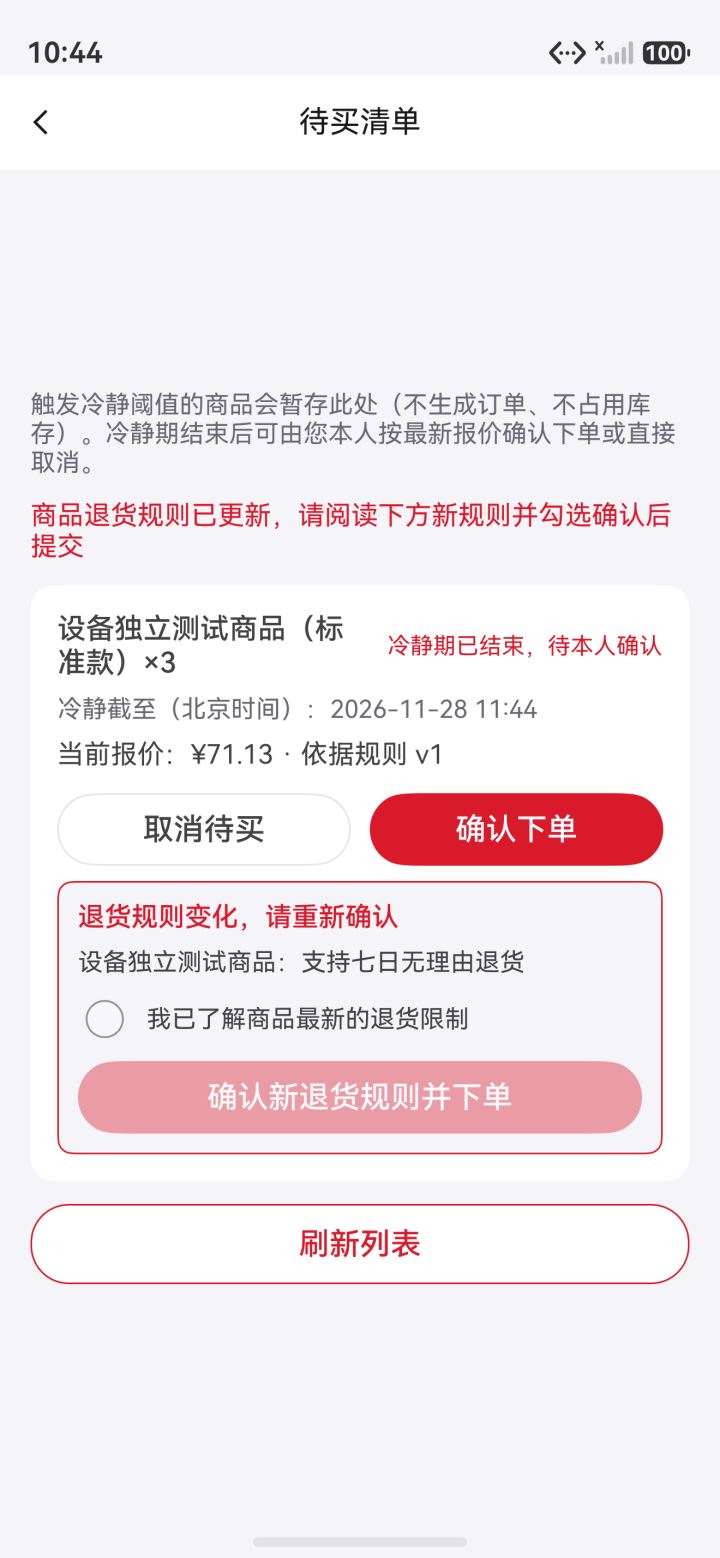 10:44
100
待买清单
触发冷静阈值的商品会暂存此处（不生成订单、不占用库
存）。冷静期结束后可由您本人按最新报价确认下单或直接
取消。
商品退货规则已更新，请阅读下方新规则并勾选确认后
提交
设备独立测试商品（标
准款）×3
冷静期已结束，待本人确认
冷静截至（北京时间）：2026-11-28 11:44
当前报价：¥71.13 · 依据规则 v1
取消待买
确认下单
退货规则变化，请重新确认
设备独立测试商品：支持七日无理由退货
我已了解商品最新的退货限制
确认新退货规则并下单
刷新列表